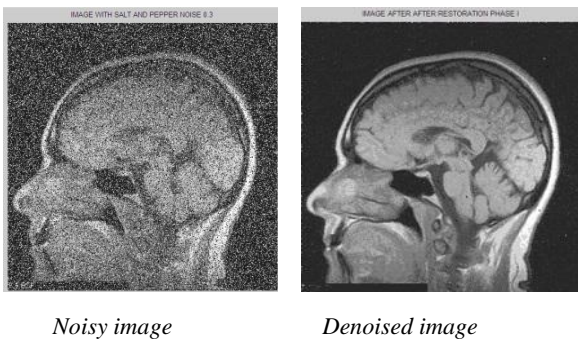 IMAGE WITH SALT AND PEPPER NOISE 0.3
IMAGE AFTER AFTER RESTORATION PHASE I
Noisy image
Denoised image